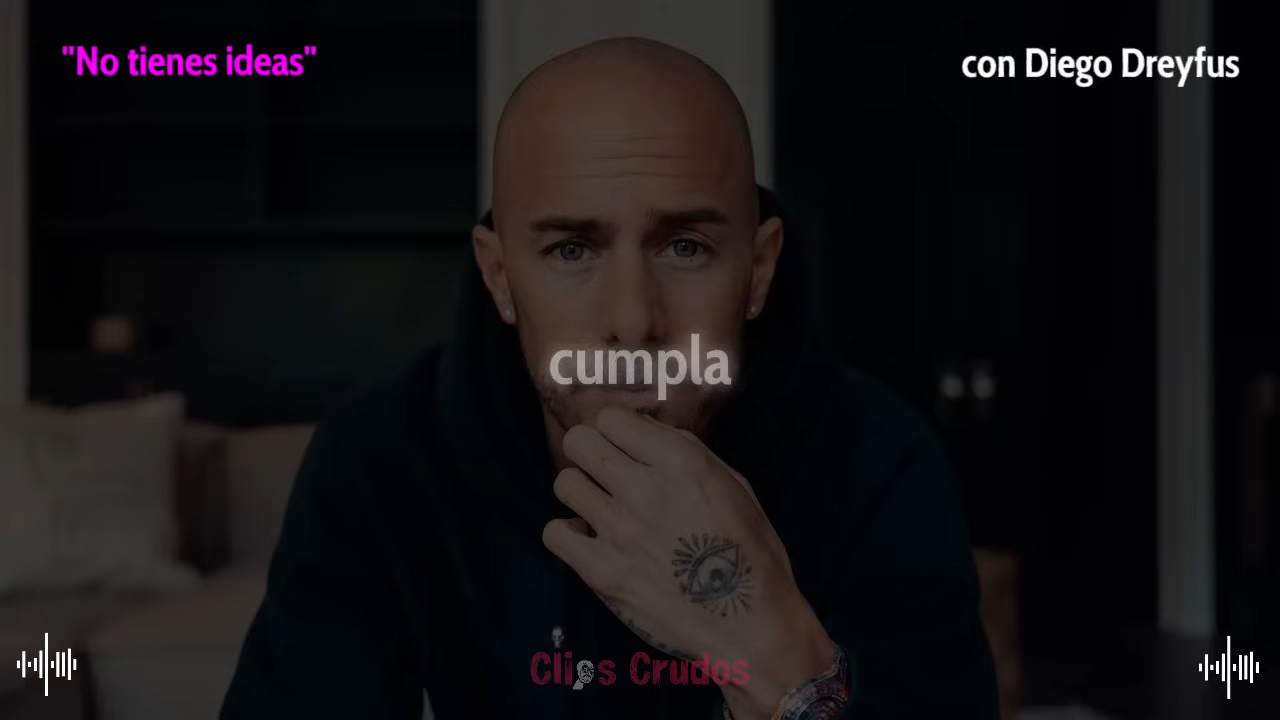 "No tienes ideas"
con Diego Dreyfus
cumpla
Clips Crudos